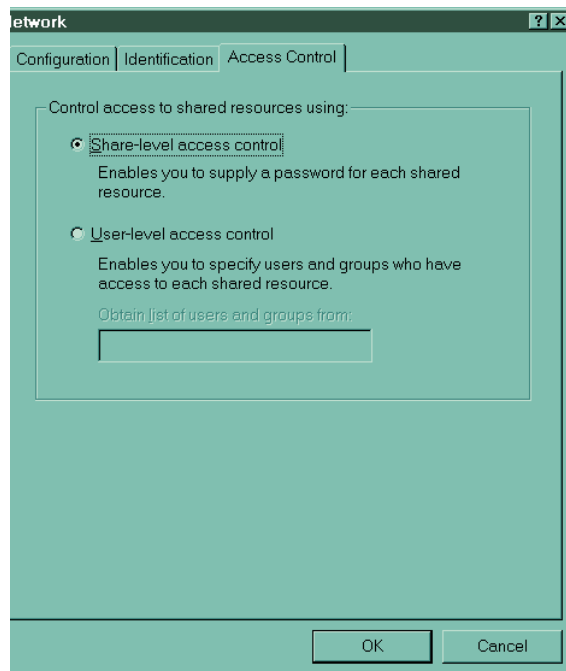 etwork
Configuration Identification Access Control
Control access to shared resources using:
Share-level access control
Enables you to supply a password for each shared
resource.
User-level access control
Enables you to specify users and groups who have
access to each shared resource.
Obtain list of users and groups from:
OK Cancel